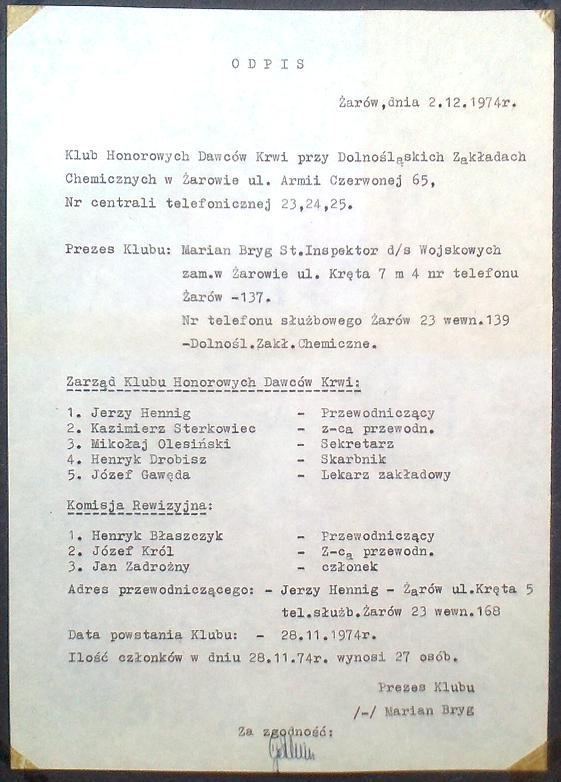 O D P I S
Żarów,dnia 2.12.1974r.
Klub Honorowych Dawców Krwi przy Dolnośląskich Ząkładach
Chemicznych w Żarowie ul. Armii Czerwonej 65,
Nr centrali telefonicznej 23,24,25.
Prezes Klubu: Marian Bryg St.Inspektor d/s Wojskowych
zam.w Żarowie ul. Kręta 7 m 4 nr telefonu
Żarów -137.
Nr telefonu służbowego Żarów 23 wewn.139
-Dolnośl.Zakł.Chemiczne.
Zarząd Klubu Honorowych Dawców Krwi:
1. Jerzy Hennig - Przewodniczący
2. Kazimierz Sterkowiec - z-cą przewodn.
3. Mikołaj Olesiński - Sekretarz
4. Henryk Drobisz - Skarbnik
5. Józef Gawęda - Lekarz zakładowy
Komisja Rewizyjna:
1. Henryk Błaszczyk - Przewodniczący
2. Józef Król - Z-cą przewodn.
3. Jan Zadrożny - członek
Adres przewodniczącego: - Jerzy Hennig - Żąrów ul.Kręta 5
tel.służb.Żarów 23 wewn.168
Data powstania Klubu: - 28.11.1974r.
Ilość członków w dniu 28.11.74r. wynosi 27 osób.
Prezes Klubu
/-/ Marian Bryg
Za zgodność: